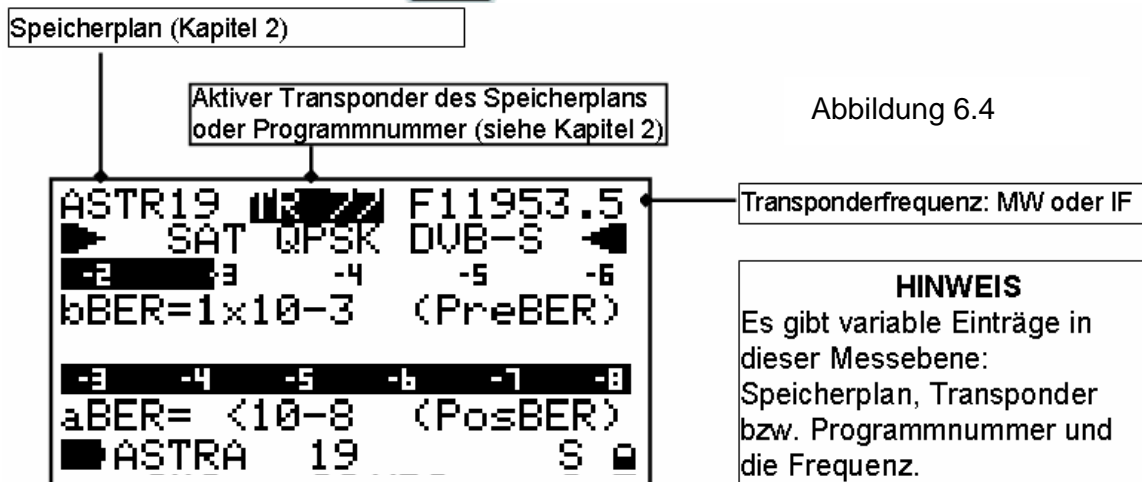 Speicherplan (Kapitel 2)
Aktiver Transponder des Speicherplans
oder Programmnummer (siehe Kapitel 2)
Abbildung 6.4
ASTR19 F11953.5
SAT QPSK DVB-S
-2 -3 -4 -5 -6
bBER=1x10-3 (PreBER)
-3 -4 -5 -6 -7 -8
aBER= <10-8 (PosBER)
ASTRA 19 S
Transponderfrequenz: MW oder IF
HINWEIS
Es gibt variable Einträge in
dieser Messebene:
Speicherplan, Transponder
bzw. Programmnummer und
die Frequenz.